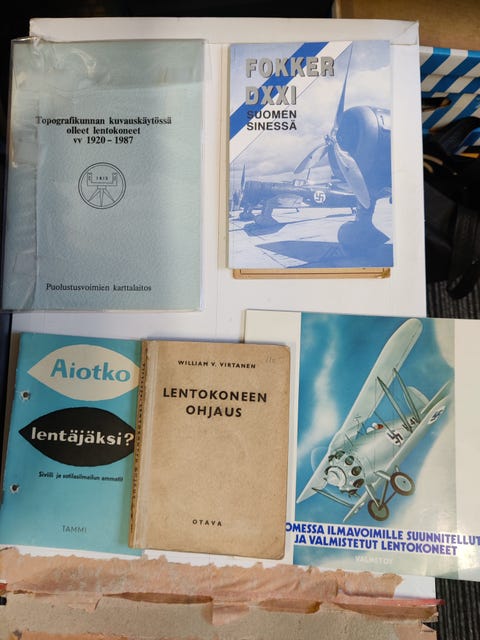 Topografikunnan kuvauskäytössä
olleet lentokoneet
vv 1920 - 1987
Puolustusvoimien karttalaitos
FOKKER
DXXI
SUOMEN
SINESSÄ
Aiotko
lentäjäksi?
Siviili- ja sotilasilmailun ammatit
TAMMI
WILLIAM V. VIRTANEN
LENTOKONEEN
OHJAUS
OTAVA
OMESSA ILMAVOIMILLE SUUNNITELLUT
JA VALMISTETUT LENTOKONEET